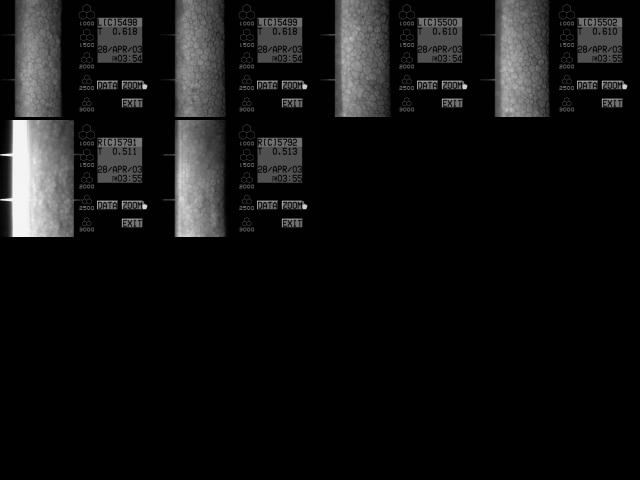 1000 L[C]5498
T 0.618
1500
28/APR/03
PM03:54
2000
2500 DATA ZOOM
EXIT
3000
1000 L[C]5499
T 0.618
1500
28/APR/03
PM03:54
2000
2500 DATA ZOOM
EXIT
3000
1000 L[C]5500
T 0.610
1500
28/APR/03
PM03:54
2000
2500 DATA ZOOM
EXIT
3000
1000 L[C]5502
T 0.610
1500
28/APR/03
PM03:55
2000
2500 DATA ZOOM
EXIT
3000
1000 R[C]5791
T 0.511
1500
28/APR/03
PM03:55
2000
2500 DATA ZOOM
EXIT
3000
1000 R[C]5792
T 0.513
1500
28/APR/03
PM03:55
2000
2500 DATA ZOOM
EXIT
3000